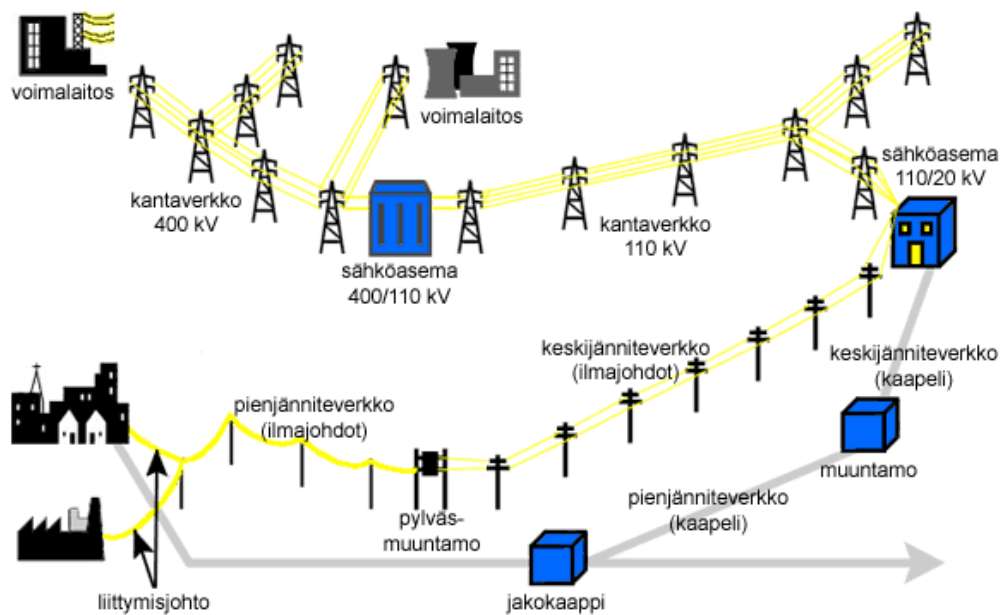 voimalaitos
voimalaitos
kantaverkko
400 kV
sähköasema
400/110 kV
kantaverkko
110 kV
sähköasema
110/20 kV
keskijänniteverkko
(ilmajohdot)
keskijänniteverkko
(kaapeli)
pienjänniteverkko
(ilmajohdot)
muuntamo
pienjänniteverkko
(kaapeli)
pylväs-
muuntamo
liittymisjohto
jakokaappi